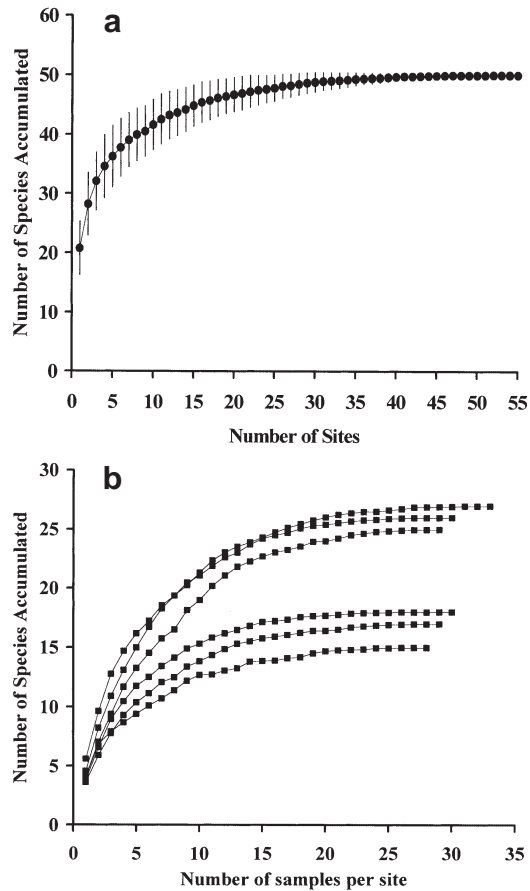 a
60
50
40
30
20
10
0
Number of Species Accumulated
0 5 10 15 20 25 30 35 40 45 50 55
Number of Sites
b
30
25
20
15
10
5
0
Number of Species Accumulated
0 5 10 15 20 25 30 35
Number of samples per site